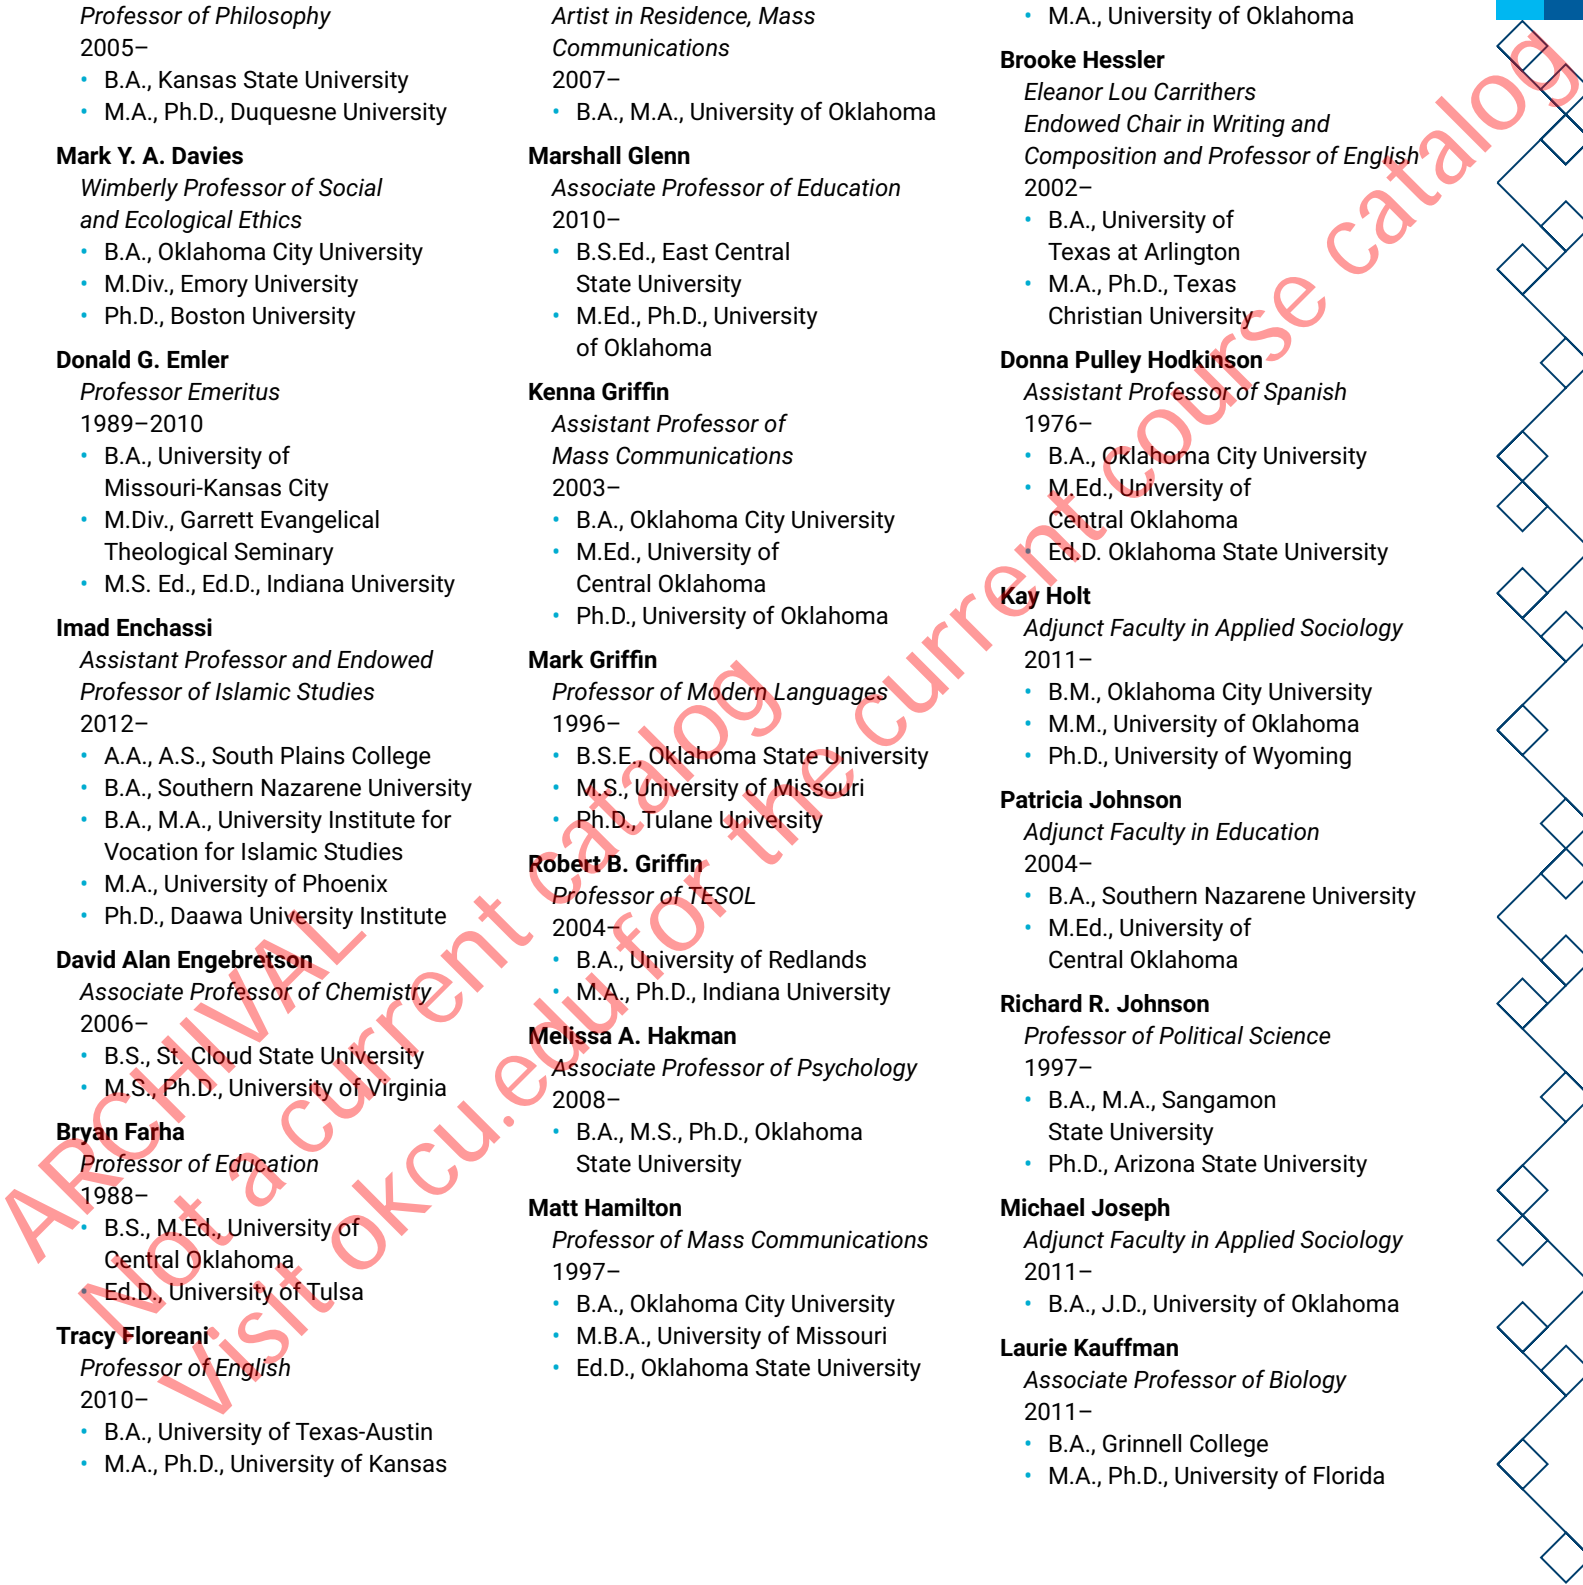 Professor of Philosophy
2005–
• B.A., Kansas State University
• M.A., Ph.D., Duquesne University
Mark Y. A. Davies
Wimberly Professor of Social
and Ecological Ethics
• B.A., Oklahoma City University
• M.Div., Emory University
• Ph.D., Boston University
Donald G. Emler
Professor Emeritus
1989–2010
• B.A., University of
Missouri-Kansas City
• M.Div., Garrett Evangelical
Theological Seminary
• M.S. Ed., Ed.D., Indiana University
Imad Enchassi
Assistant Professor and Endowed
Professor of Islamic Studies
2012–
• A.A., A.S., South Plains College
• B.A., Southern Nazarene University
• B.A., M.A., University Institute for
Vocation for Islamic Studies
• M.A., University of Phoenix
• Ph.D., Daawa University Institute
David Alan Engebretson
Associate Professor of Chemistry
2006–
• B.S., St. Cloud State University
• M.S., Ph.D., University of Virginia
Bryan Farha
Professor of Education
1988–
• B.S., M.Ed., University of
Central Oklahoma
• Ed.D., University of Tulsa
Tracy Floreani
Professor of English
2010–
• B.A., University of Texas-Austin
• M.A., Ph.D., University of Kansas
Artist in Residence, Mass
Communications
2007–
• B.A., M.A., University of Oklahoma
Marshall Glenn
Associate Professor of Education
2010–
• B.S.Ed., East Central
State University
• M.Ed., Ph.D., University
of Oklahoma
Kenna Griffin
Assistant Professor of
Mass Communications
2003–
• B.A., Oklahoma City University
• M.Ed., University of
Central Oklahoma
• Ph.D., University of Oklahoma
Mark Griffin
Professor of Modern Languages
1996–
• B.S.E., Oklahoma State University
• M.S., University of Missouri
• Ph.D., Tulane University
Robert B. Griffin
Professor of TESOL
2004–
• B.A., University of Redlands
• M.A., Ph.D., Indiana University
Melissa A. Hakman
Associate Professor of Psychology
2008–
• B.A., M.S., Ph.D., Oklahoma
State University
Matt Hamilton
Professor of Mass Communications
1997–
• B.A., Oklahoma City University
• M.B.A., University of Missouri
• Ed.D., Oklahoma State University
• M.A., University of Oklahoma
Brooke Hessler
Eleanor Lou Carrithers
Endowed Chair in Writing and
Composition and Professor of English
2002–
• B.A., University of
Texas at Arlington
• M.A., Ph.D., Texas
Christian University
Donna Pulley Hodkinson
Assistant Professor of Spanish
1976–
• B.A., Oklahoma City University
• M.Ed., University of
Central Oklahoma
• Ed.D. Oklahoma State University
Kay Holt
Adjunct Faculty in Applied Sociology
2011–
• B.M., Oklahoma City University
• M.M., University of Oklahoma
• Ph.D., University of Wyoming
Patricia Johnson
Adjunct Faculty in Education
2004–
• B.A., Southern Nazarene University
• M.Ed., University of
Central Oklahoma
Richard R. Johnson
Professor of Political Science
1997–
• B.A., M.A., Sangamon
State University
• Ph.D., Arizona State University
Michael Joseph
Adjunct Faculty in Applied Sociology
2011–
• B.A., J.D., University of Oklahoma
Laurie Kauffman
Associate Professor of Biology
2011–
• B.A., Grinnell College
• M.A., Ph.D., University of Florida
ARCHIVAL
Not a current catalog
Visit okcu.edu for the current course catalog